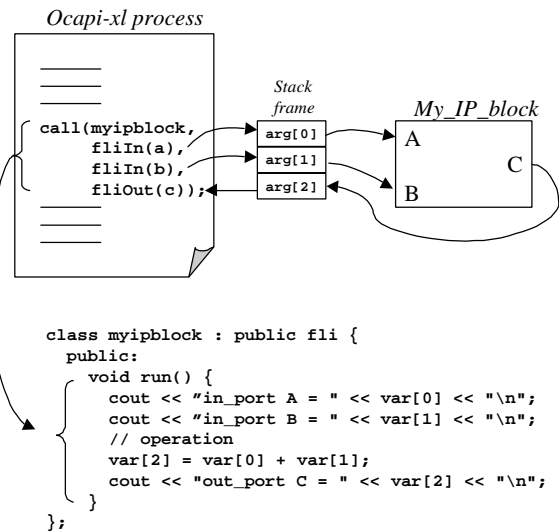 Ocapi-xl process
Stack
frame
My_IP_block
call(myipblock,
fliIn(a),
fliIn(b),
fliOut(c));
arg[0]
arg[1]
arg[2]
A
B
C
class myipblock : public fli {
public:
void run() {
cout << ”in_port A = " << var[0] << "\n";
cout << ”in_port B = " << var[1] << "\n";
// operation
var[2] = var[0] + var[1];
cout << "out_port C = " << var[2] << "\n";
}
};